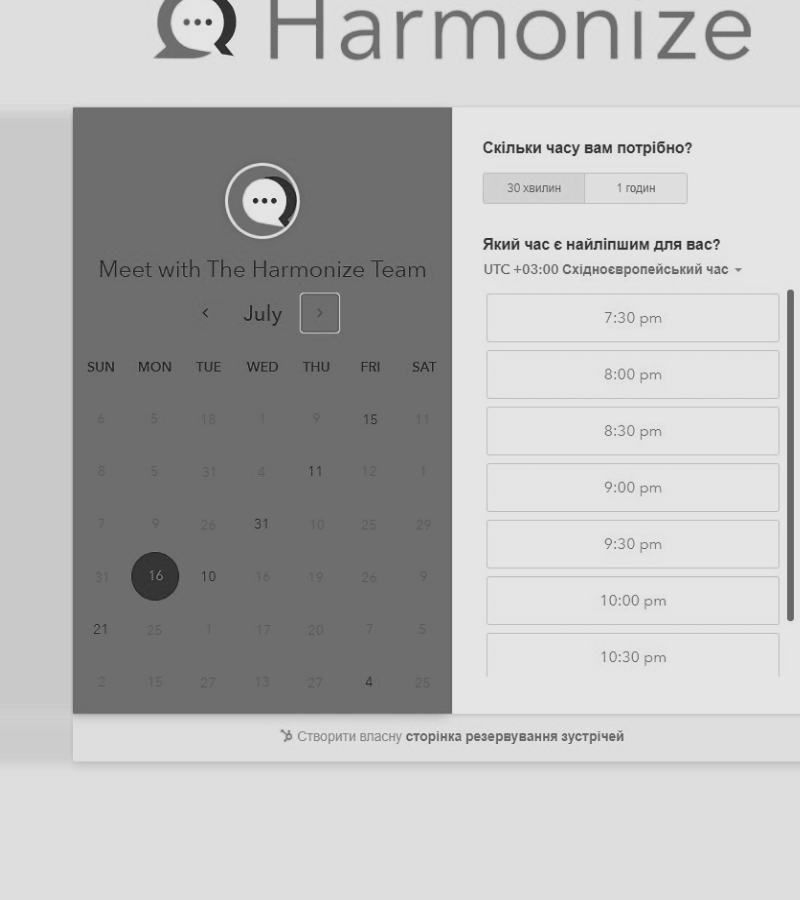 Harmonize
Meet with The Harmonize Team
July
SUN MON TUE WED THU FRI SAT
6 5 18 1 9 15 11
8 5 31 4 11 12 1
7 9 26 31 10 25 29
31 16 10 16 19 26 9
21 25 1 17 20 7 5
2 15 27 13 27 4 25
Скільки часу вам потрібно?
30 хвилин 1 годин
Який час є найліпшим для вас?
UTC +03:00 Східноєвропейський час
7:30 pm
8:00 pm
8:30 pm
9:00 pm
9:30 pm
10:00 pm
10:30 pm
Створити власну сторінка резервування зустрічей